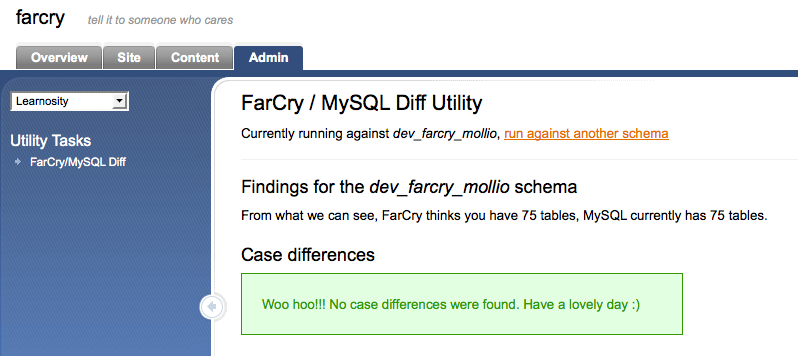 farcry tell it to someone who cares
Overview Site Content Admin
Learnosity
Utility Tasks
FarCry/MySQL Diff
FarCry / MySQL Diff Utility
Currently running against dev_farcry_mollio, run against another schema
Findings for the dev_farcry_mollio schema
From what we can see, FarCry thinks you have 75 tables, MySQL currently has 75 tables.
Case differences
Woo hoo!!! No case differences were found. Have a lovely day :)